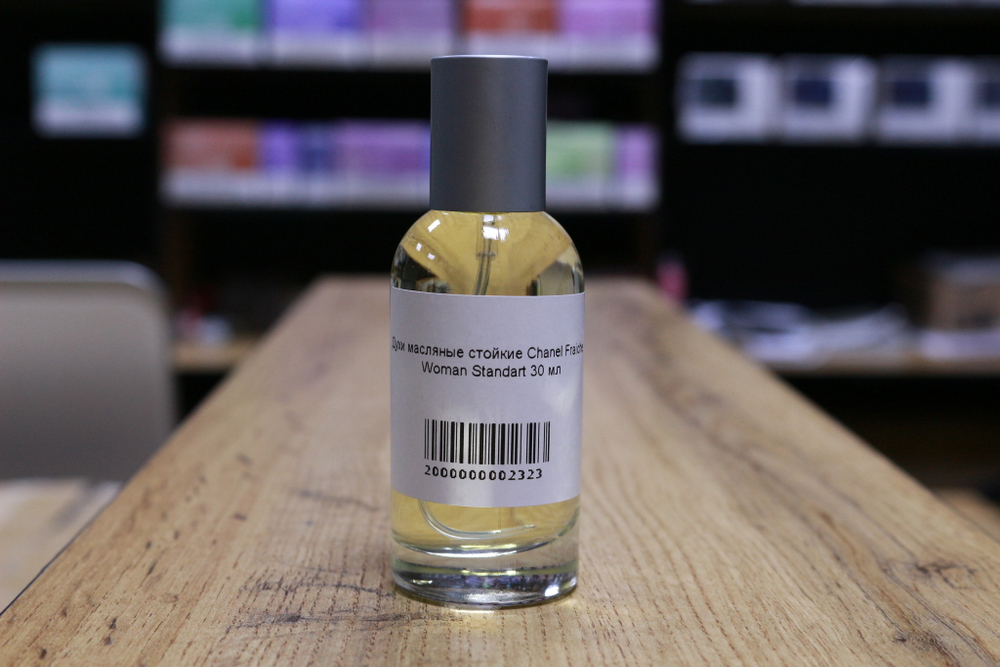 Духи масляные стойкие Chanel Fraiche
Woman Standart 30 мл
2000000002323